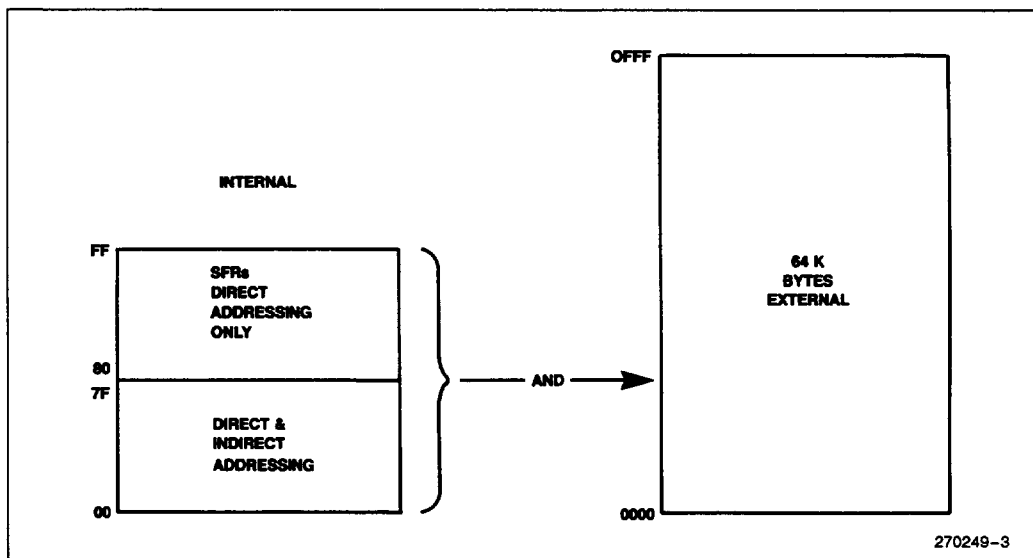 OFFF
INTERNAL
FF
SFRs
DIRECT
ADDRESSING
ONLY
80
7F
DIRECT &
INDIRECT
ADDRESSING
00
AND
64 K
BYTES
EXTERNAL
0000
270249-3